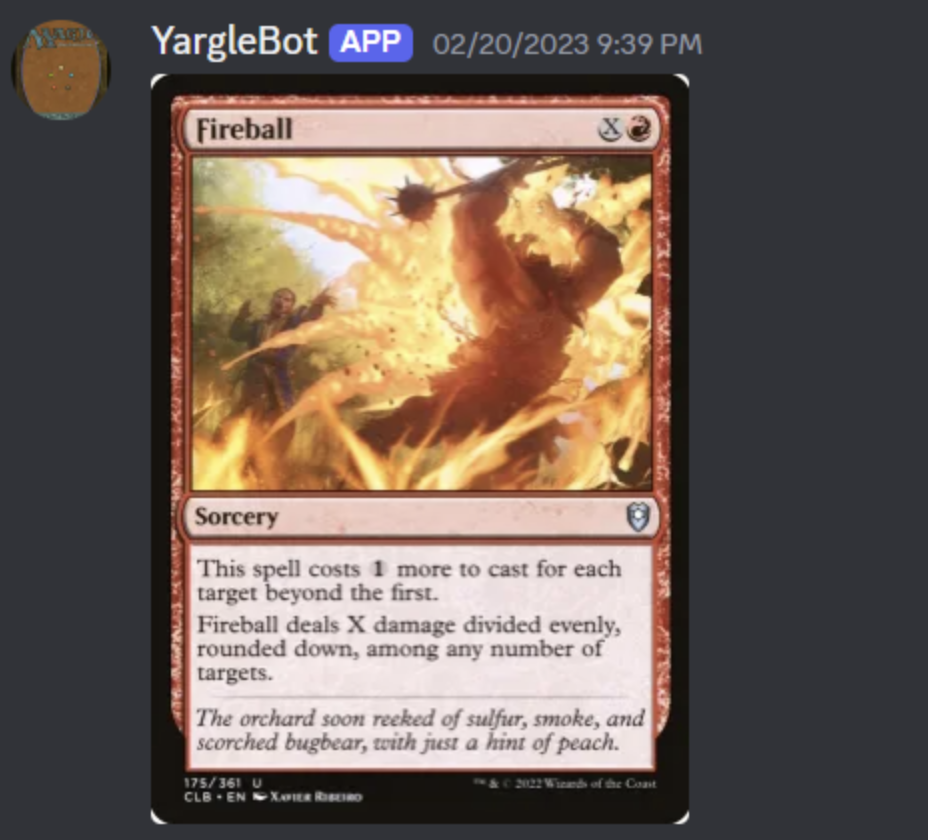 MAGIC
YargleBot APP 02/20/2023 9:39 PM
Fireball X
Sorcery
This spell costs 1 more to cast for each
target beyond the first.
Fireball deals X damage divided evenly,
rounded down, among any number of
targets.
The orchard soon reeked of sulfur, smoke, and
scorched bugbear, with just a hint of peach.
175/361 U ™ & © 2022 Wizards of the Coast
CLB • EN XAVIER RIBEIRO